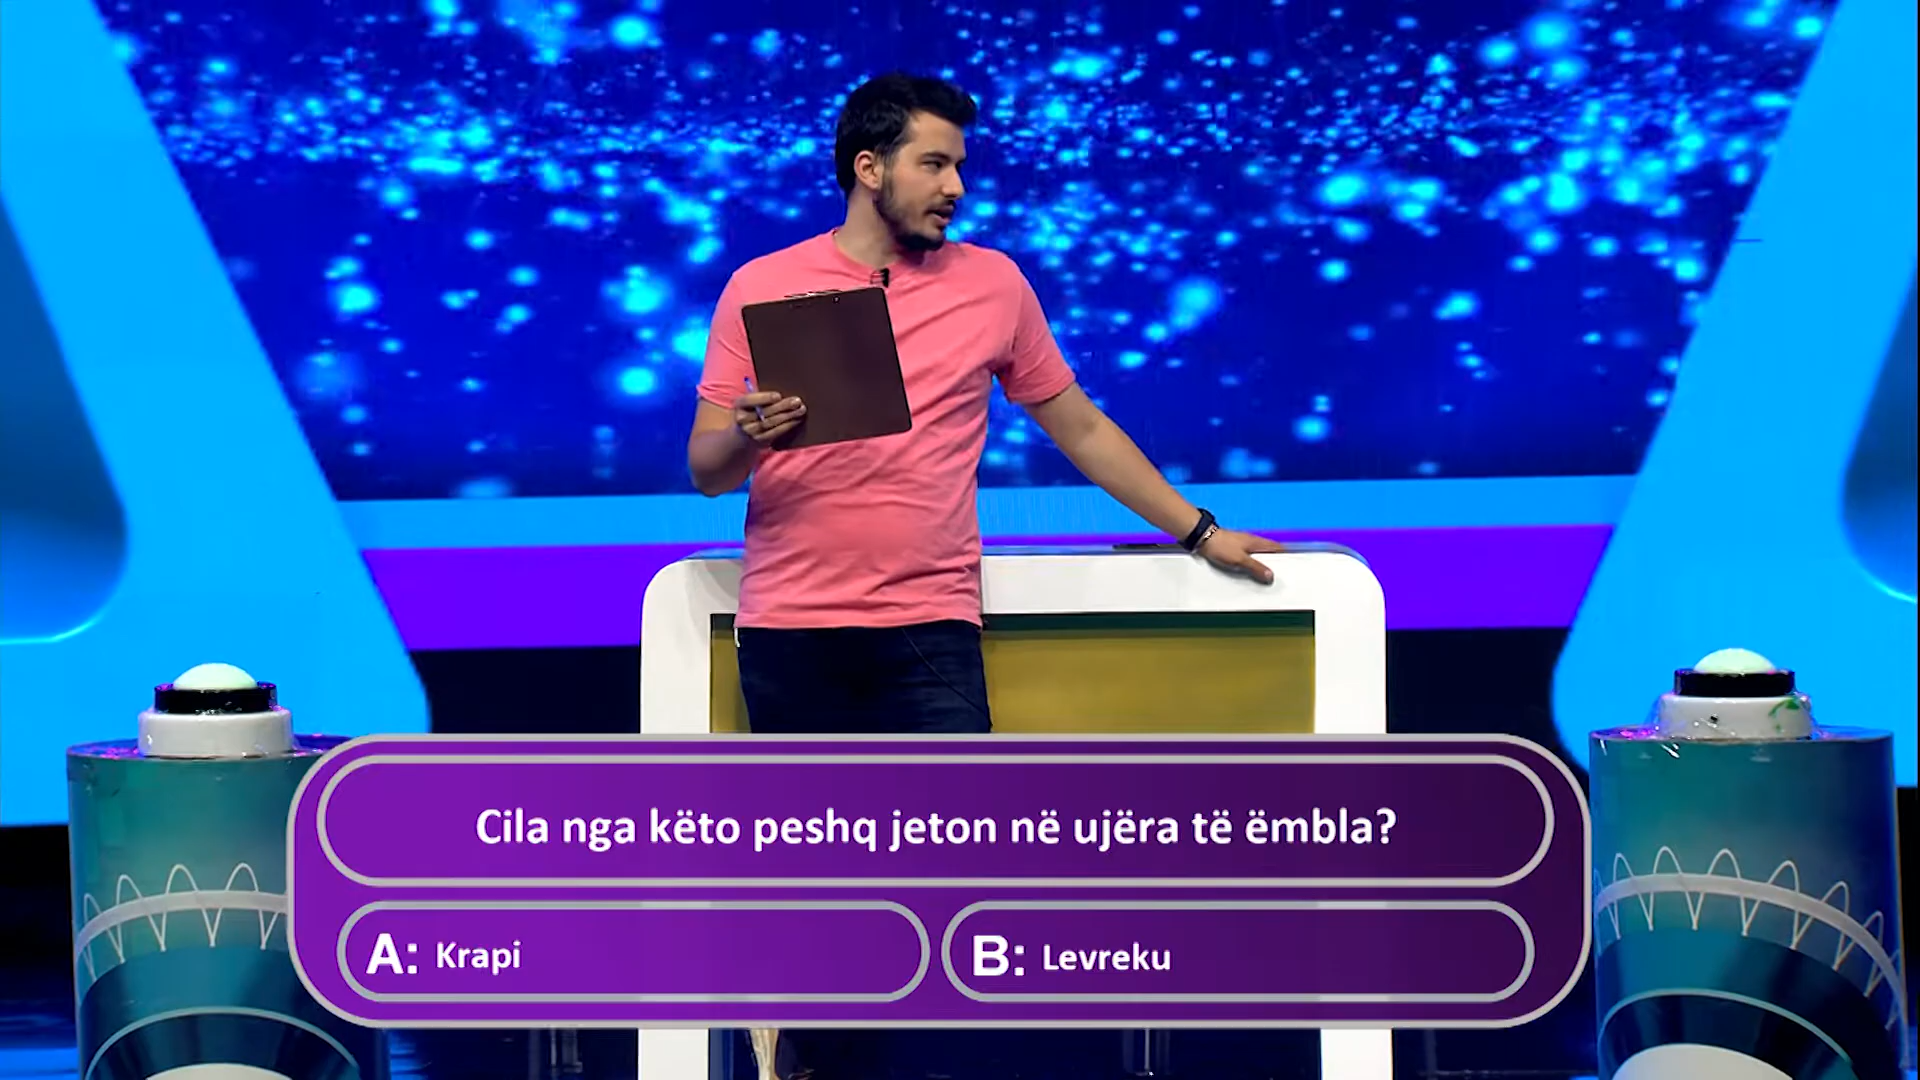 Cila nga këto peshq jeton në ujëra të ëmbla?
A: Krapi
B: Levreku